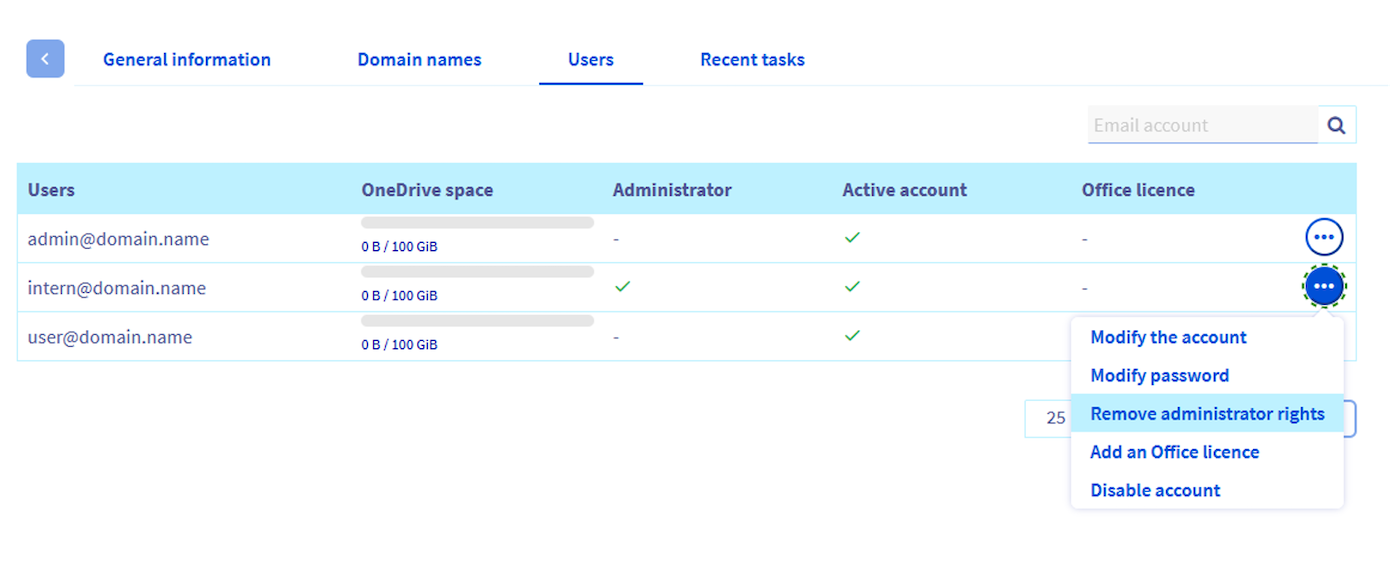 General information Domain names Users Recent tasks
Email account
Users OneDrive space Administrator Active account Office licence
admin@domain.name 0 B / 100 GiB - -
intern@domain.name 0 B / 100 GiB -
user@domain.name 0 B / 100 GiB -
Modify the account
Modify password
25 Remove administrator rights
Add an Office licence
Disable account